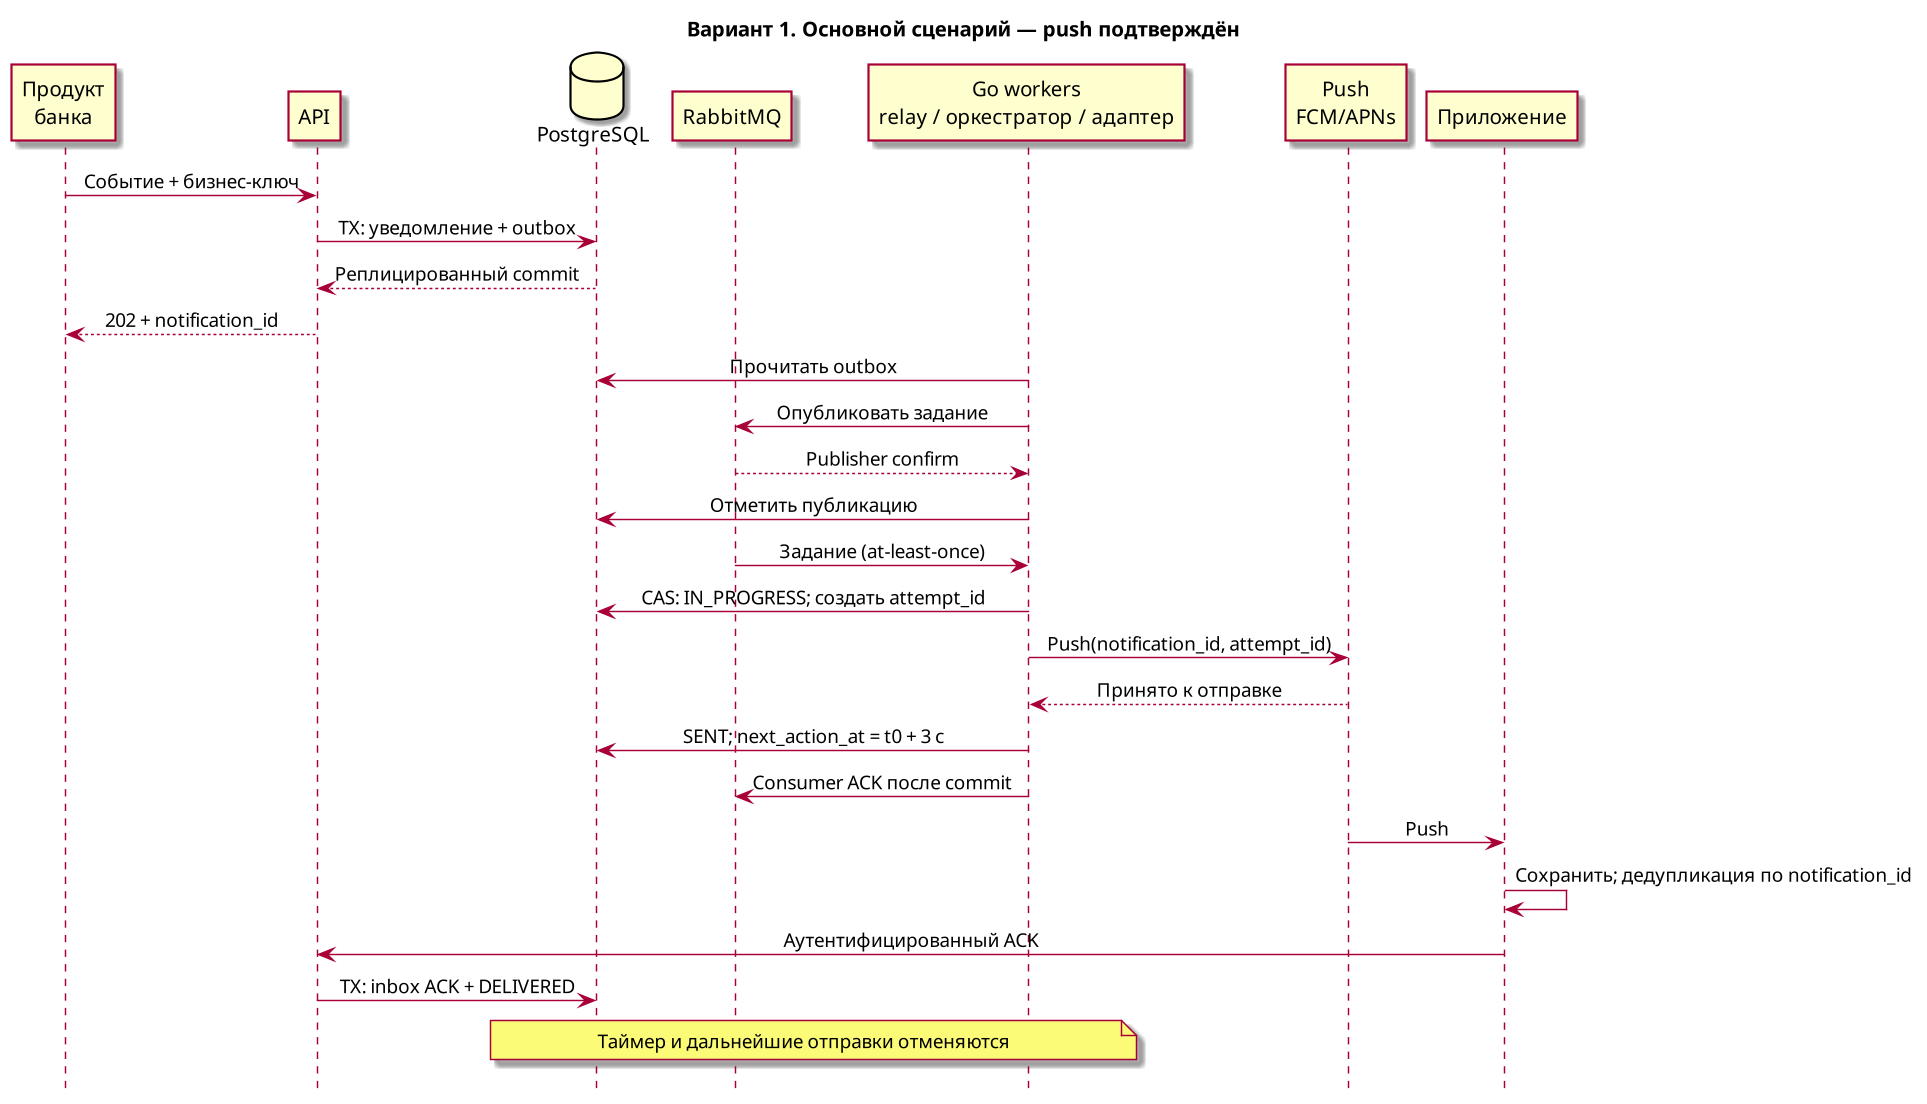 Вариант 1. Основной сценарий — push подтверждён
Продукт
банка
API
PostgreSQL
RabbitMQ
Go workers
relay / оркестратор / адаптер
Push
FCM/APNs
Приложение
Событие + бизнес-ключ
TX: уведомление + outbox
Реплицированный commit
202 + notification_id
Прочитать outbox
Опубликовать задание
Publisher confirm
Отметить публикацию
Задание (at-least-once)
CAS: IN_PROGRESS; создать attempt_id
Push(notification_id, attempt_id)
Принято к отправке
SENT; next_action_at = t0 + 3 с
Consumer ACK после commit
Push
Сохранить; дедупликация по notification_id
Аутентифицированный ACK
TX: inbox ACK + DELIVERED
Таймер и дальнейшие отправки отменяются